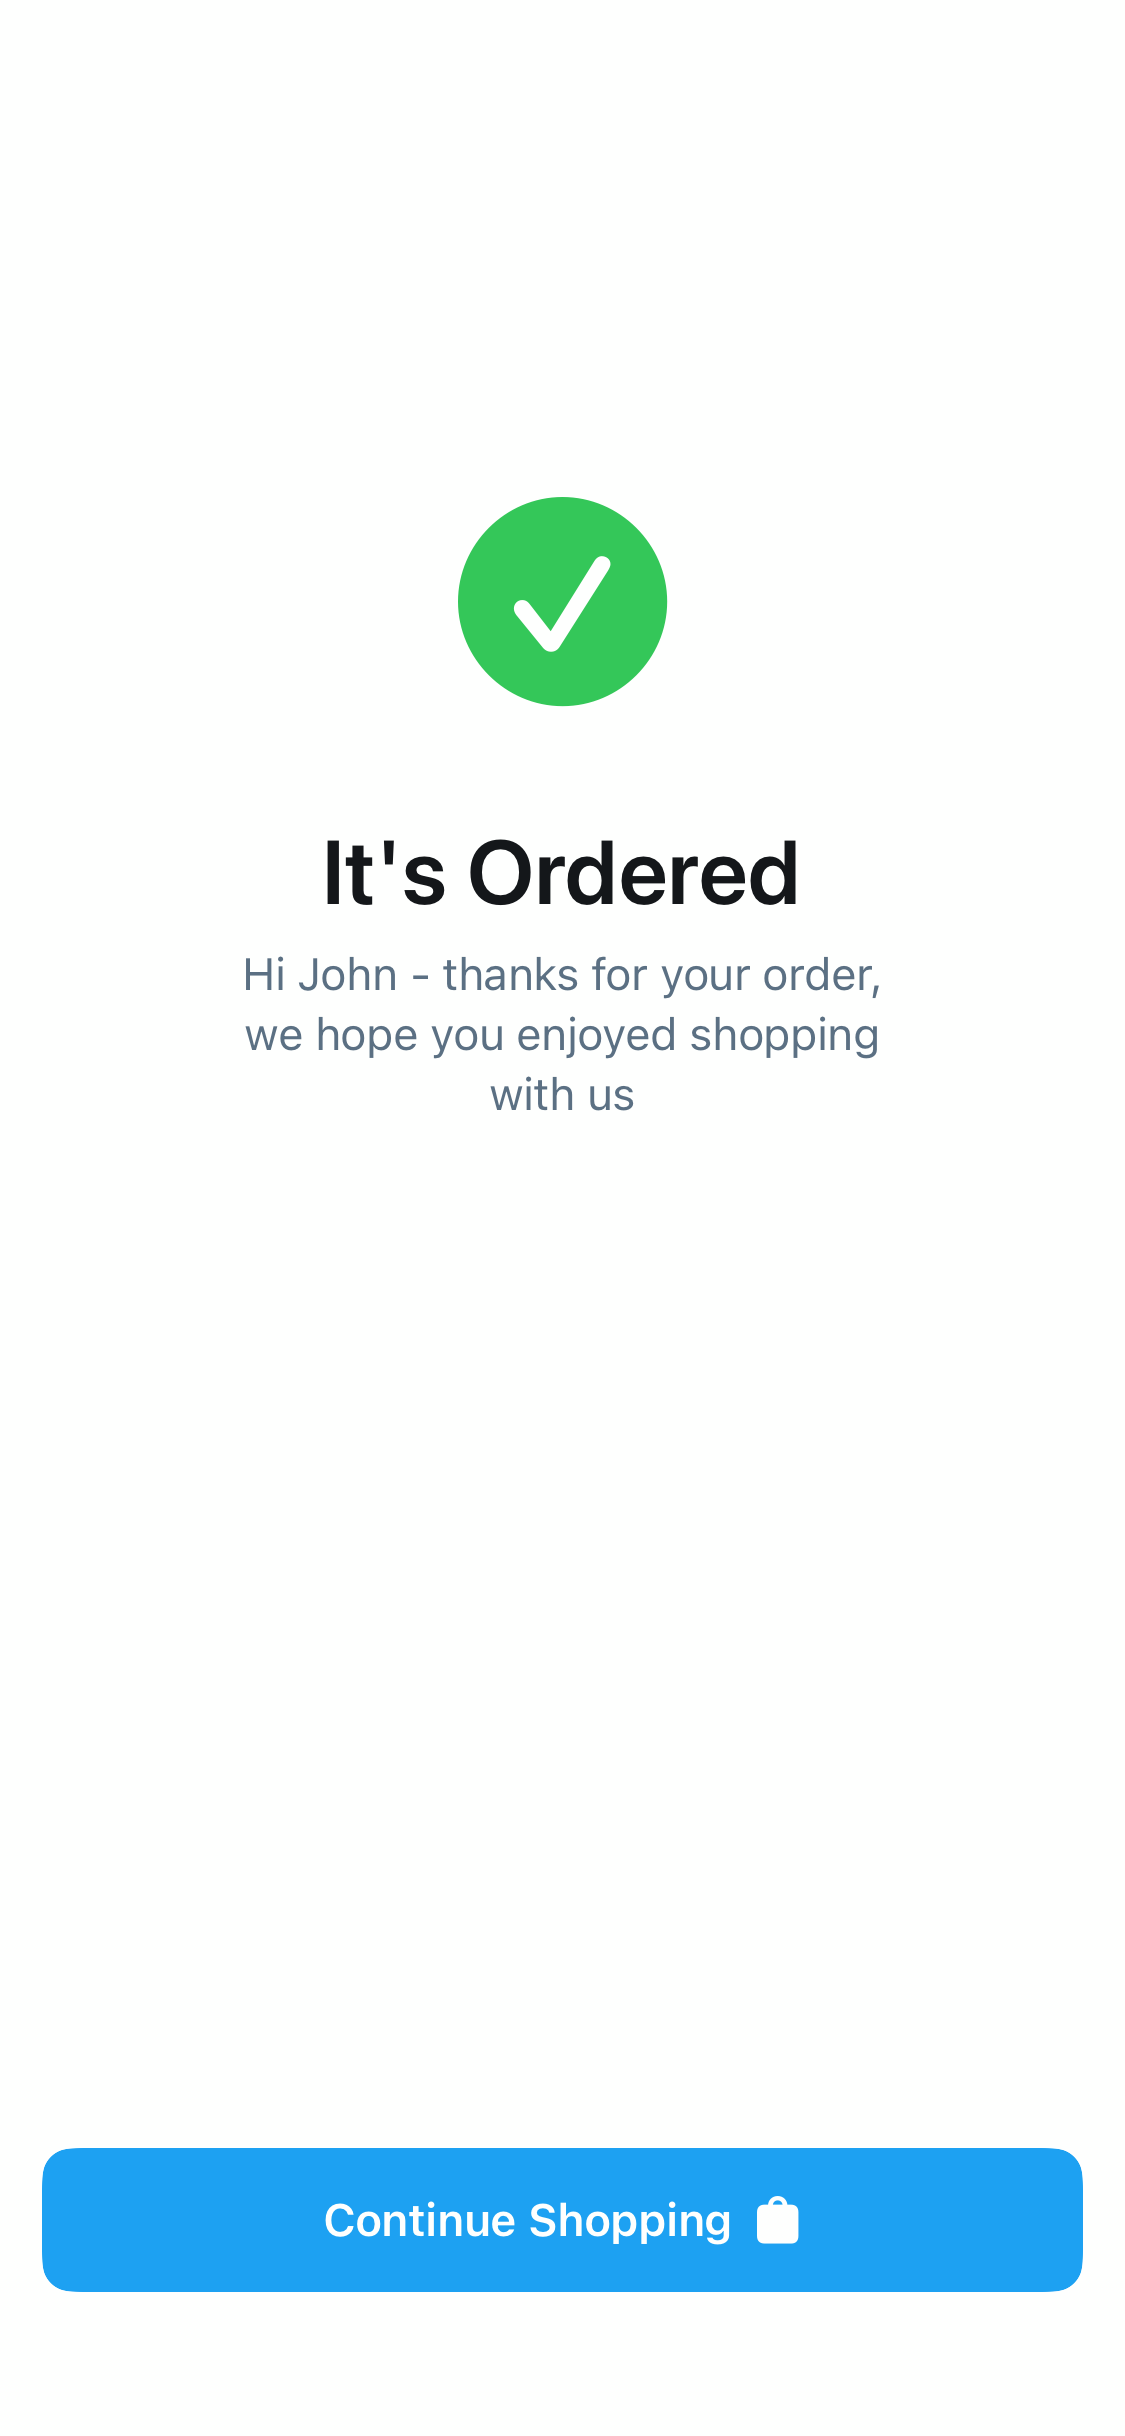 It's Ordered
Hi John - thanks for your order,
we hope you enjoyed shopping
with us
Continue Shopping